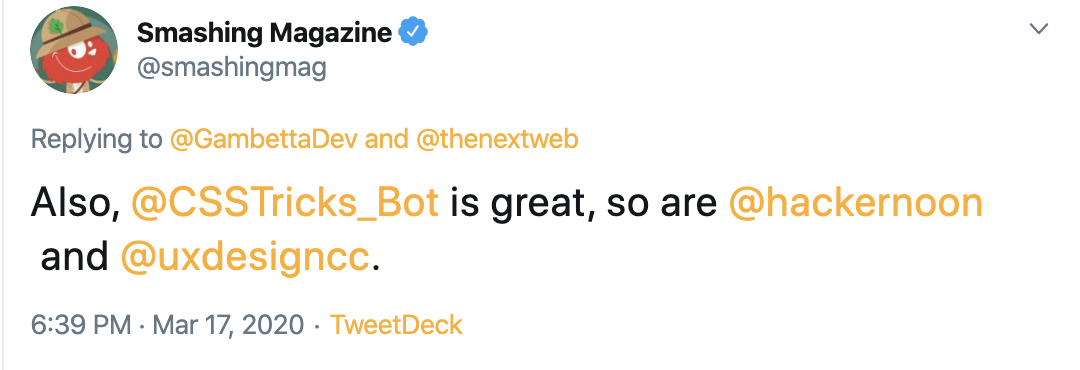 Smashing Magazine
@smashingmag
Replying to @GambettaDev and @thenextweb
Also, @CSSTricks_Bot is great, so are @hackernoon
and @uxdesigncc.
6:39 PM · Mar 17, 2020 · TweetDeck